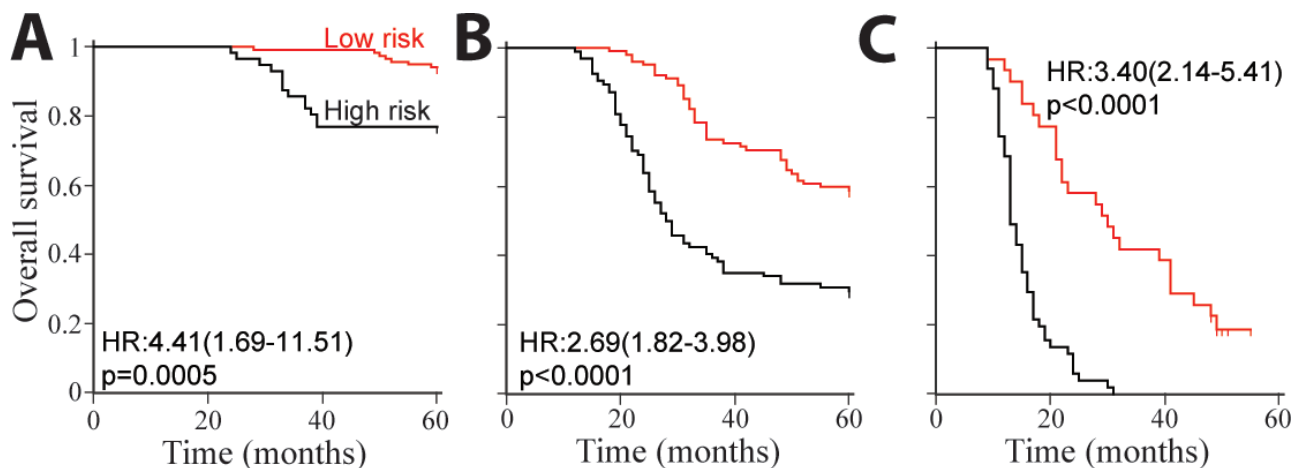 A
B
C
Low risk
High risk
HR:3.40(2.14-5.41)
p<0.0001
Overall survival
1
0.8
0.6
0.4
0.2
0
HR:4.41(1.69-11.51)
p=0.0005
HR:2.69(1.82-3.98)
p<0.0001
0 20 40 60
0 20 40 60
0 20 40 60
Time (months)
Time (months)
Time (months)